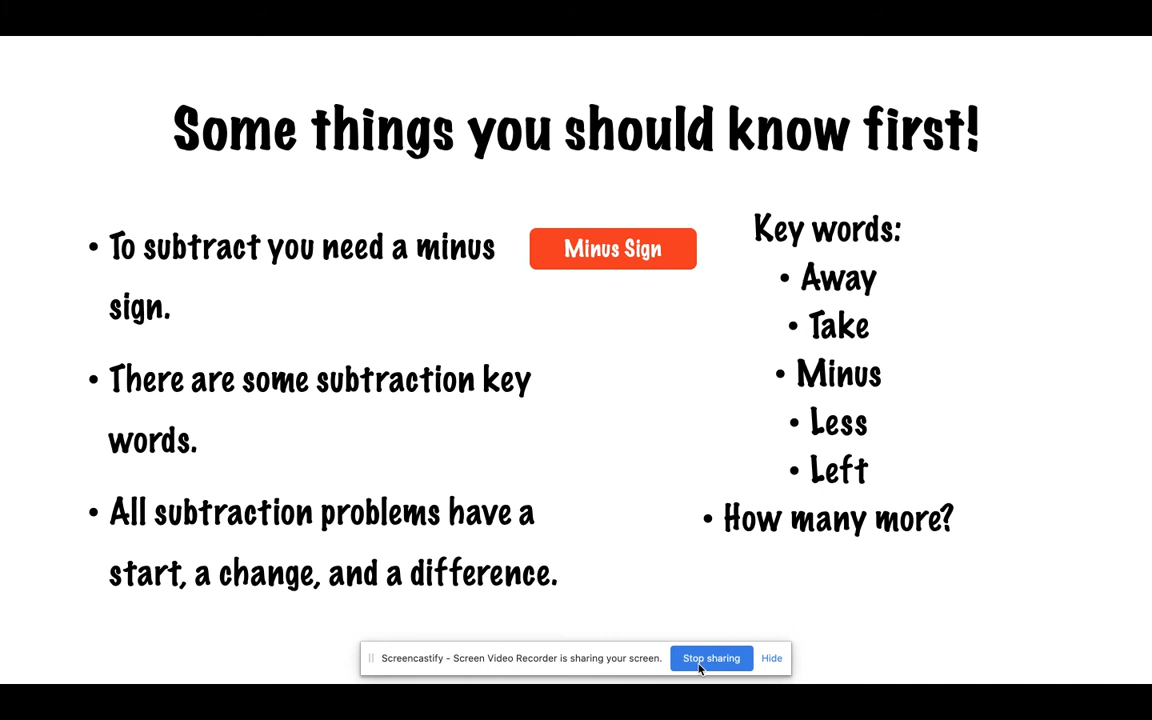 Some things you should know first!
• To subtract you need a minus
sign.
• There are some subtraction key
words.
• All subtraction problems have a
start, a change, and a difference.
Minus Sign
Key words:
• Away
• Take
• Minus
• Less
• Left
• How many more?
Screencastify - Screen Video Recorder is sharing your screen. Stop sharing Hide